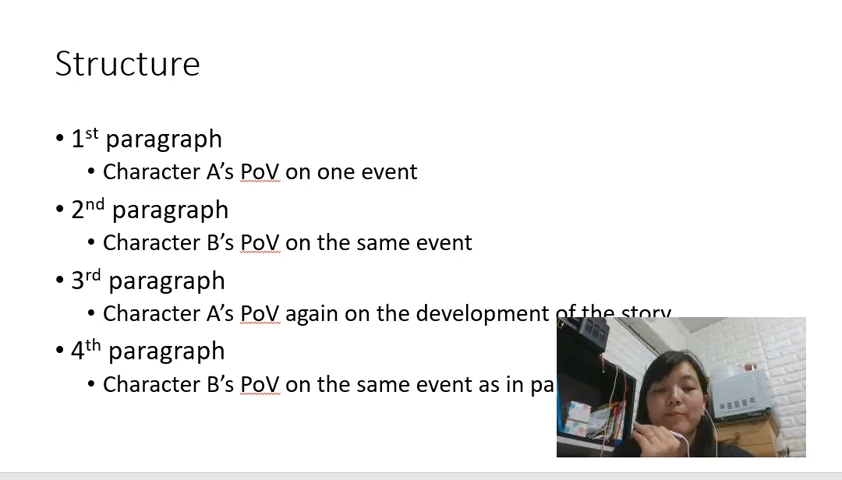 Structure
• 1st paragraph
• Character A's PoV on one event
• 2nd paragraph
• Character B's PoV on the same event
• 3rd paragraph
• Character A's PoV again on the development of the story
• 4th paragraph
• Character B's PoV on the same event as in pa